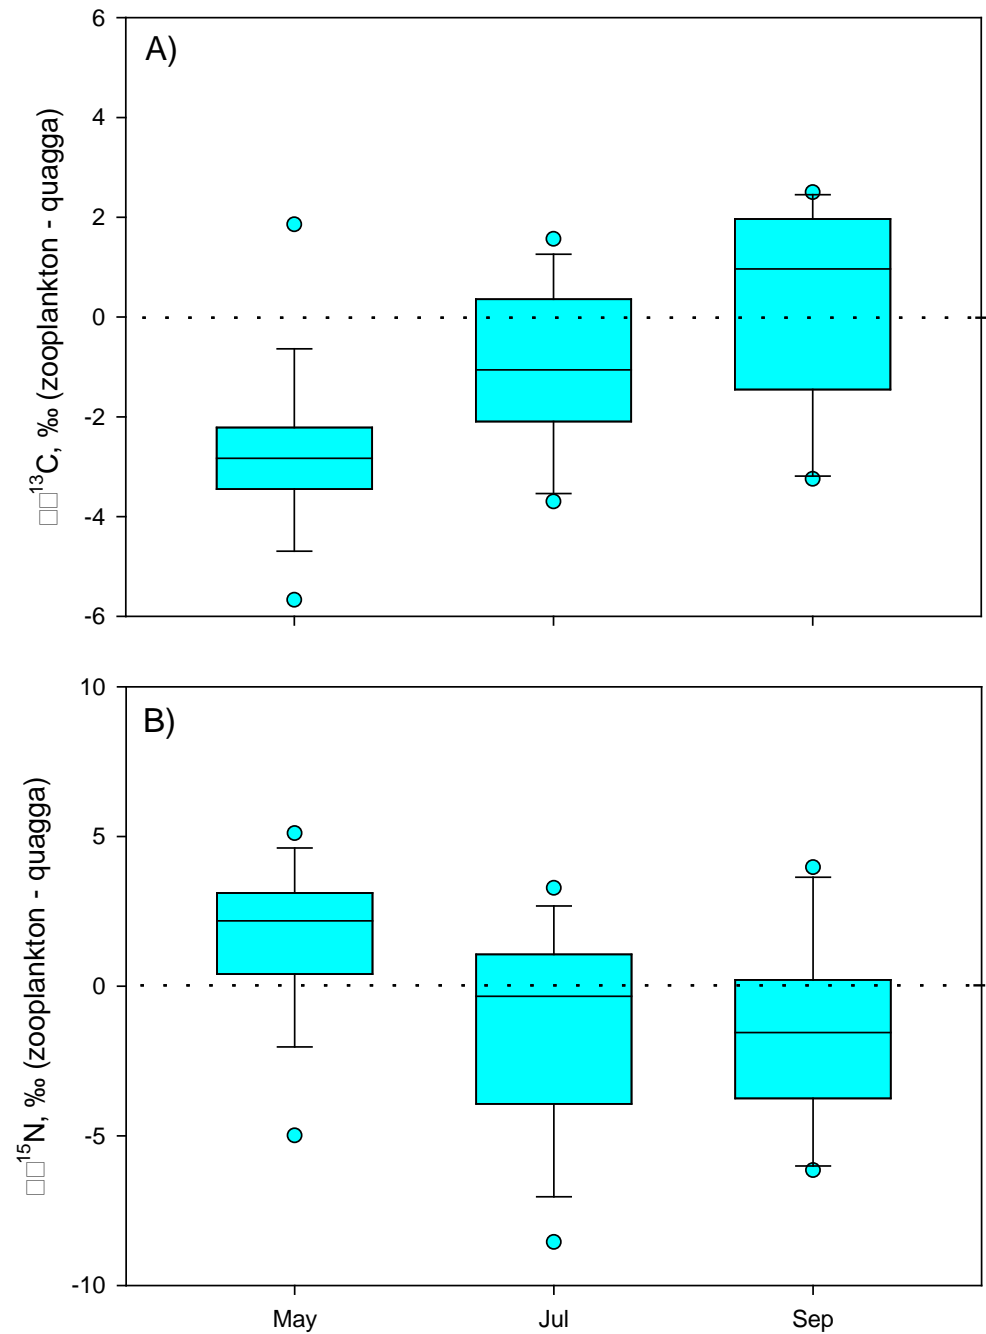 A)
6
4
2
0
-2
-4
-6
□□¹³C, ‰ (zooplankton - quagga)
B)
10
5
0
-5
-10
□□¹⁵N, ‰ (zooplankton - quagga)
May Jul Sep